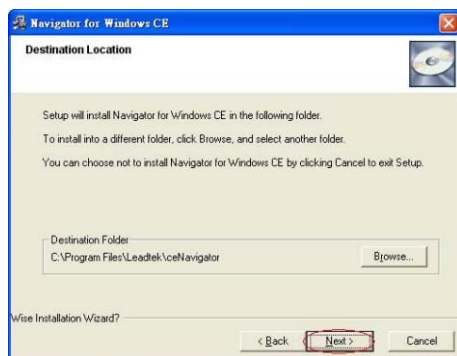 Navigator for Windows CE
Destination Location
Setup will install Navigator for Windows CE in the following folder.
To install into a different folder, click Browse, and select another folder.
You can choose not to install Navigator for Windows CE by clicking Cancel to exit Setup.
Destination Folder
C:\Program Files\Leadtek\ceNavigator
Browse...
Wise Installation Wizard?
< Back
Next >
Cancel